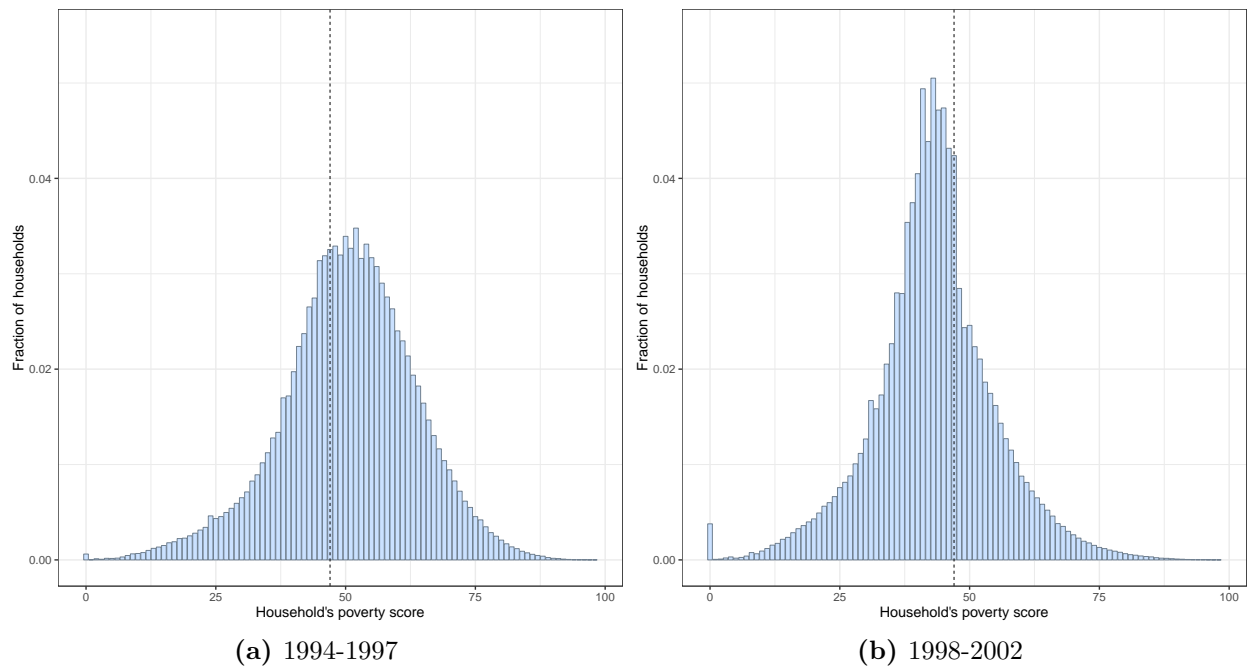 Fraction of households
0.04
0.02
0.00
0
25
50
75
100
Household's poverty score
(a) 1994-1997
Fraction of households
0.04
0.02
0.00
0
25
50
75
100
Household's poverty score
(b) 1998-2002